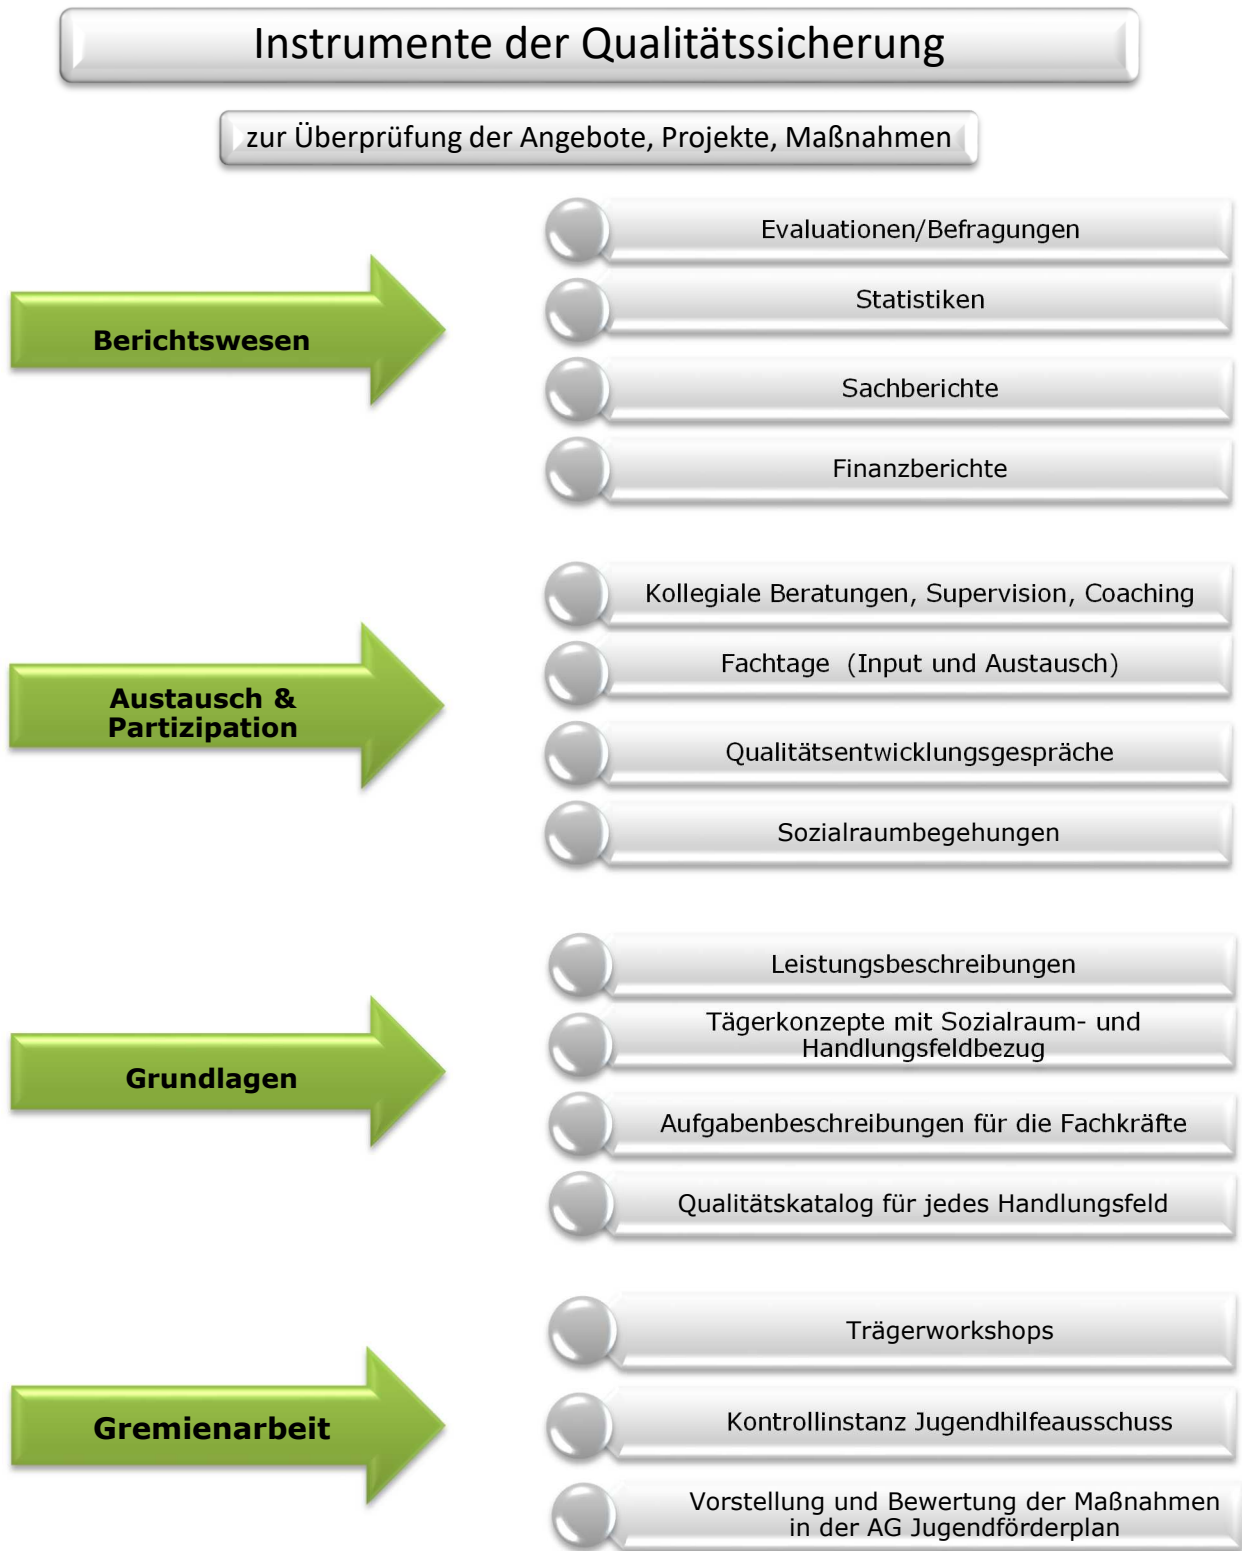 Instrumente der Qualitätssicherung
zur Überprüfung der Angebote, Projekte, Maßnahmen
Berichtswesen
Evaluationen/Befragungen
Statistiken
Sachberichte
Finanzberichte
Austausch &
Partizipation
Kollegiale Beratungen, Supervision, Coaching
Fachtage  (Input und Austausch)
Qualitätsentwicklungsgespräche
Sozialraumbegehungen
Grundlagen
Leistungsbeschreibungen
Tägerkonzepte mit Sozialraum- und
Handlungsfeldbezug
Aufgabenbeschreibungen für die Fachkräfte
Qualitätskatalog für jedes Handlungsfeld
Gremienarbeit
Trägerworkshops
Kontrollinstanz Jugendhilfeausschuss
Vorstellung und Bewertung der Maßnahmen
in der AG Jugendförderplan